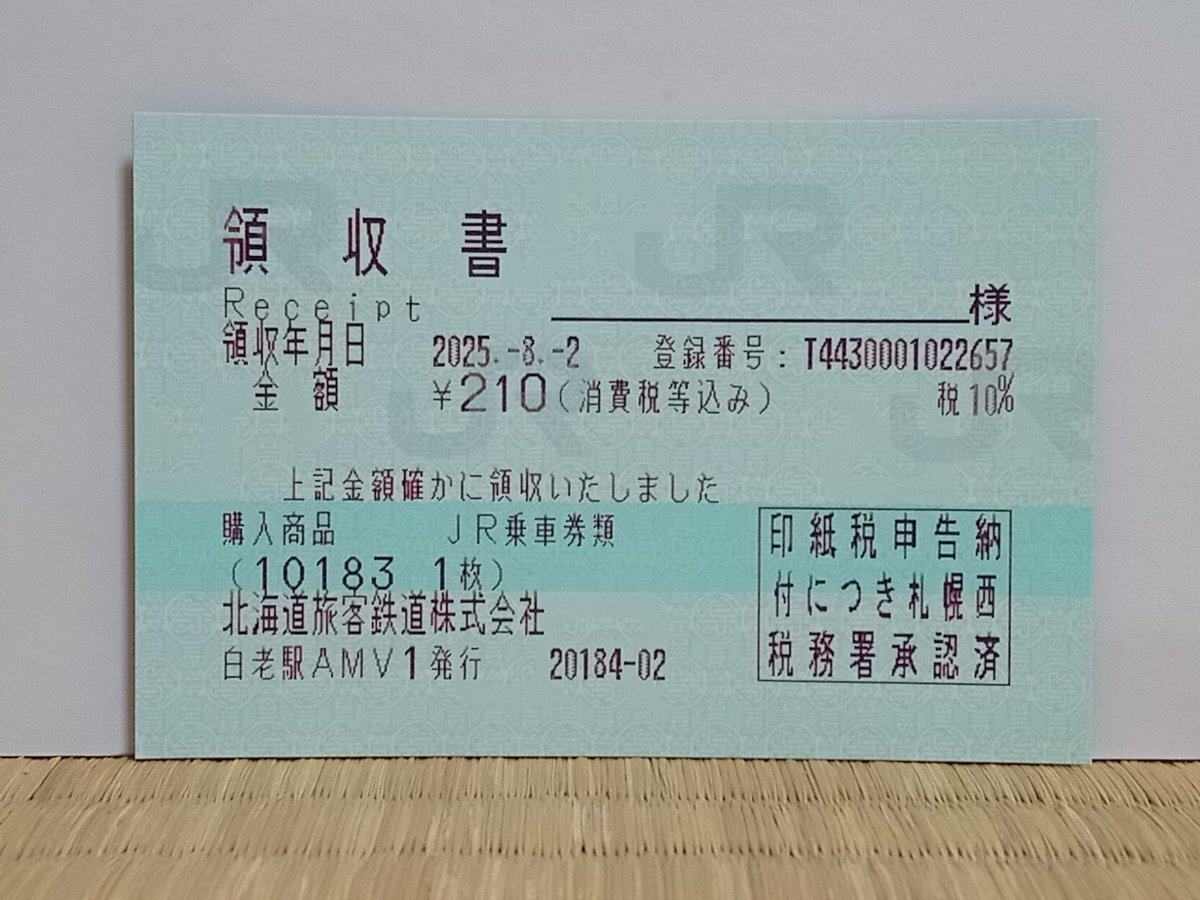 領収書
Receipt
様
領収年月日 2025.-8.-2 登録番号：T4430001022657
金額 ¥210(消費税等込み) 税10%
上記金額確かに領収いたしました
購入商品 JR乗車券類
(10183 1枚)
北海道旅客鉄道株式会社
白老駅AMV1発行 20184-02
印紙税申告納
付につき札幌西
税務署承認済